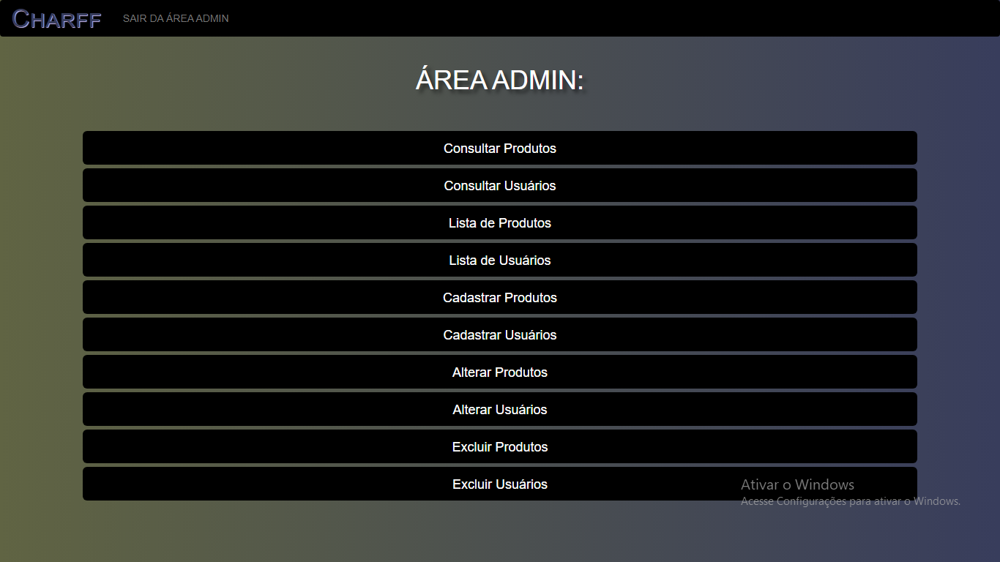 CHARFF SAIR DA ÁREA ADMIN
ÁREA ADMIN:
Consultar Produtos
Consultar Usuários
Lista de Produtos
Lista de Usuários
Cadastrar Produtos
Cadastrar Usuários
Alterar Produtos
Alterar Usuários
Excluir Produtos
Excluir Usuários
Ativar o Windows
Acesse Configurações para ativar o Windows.